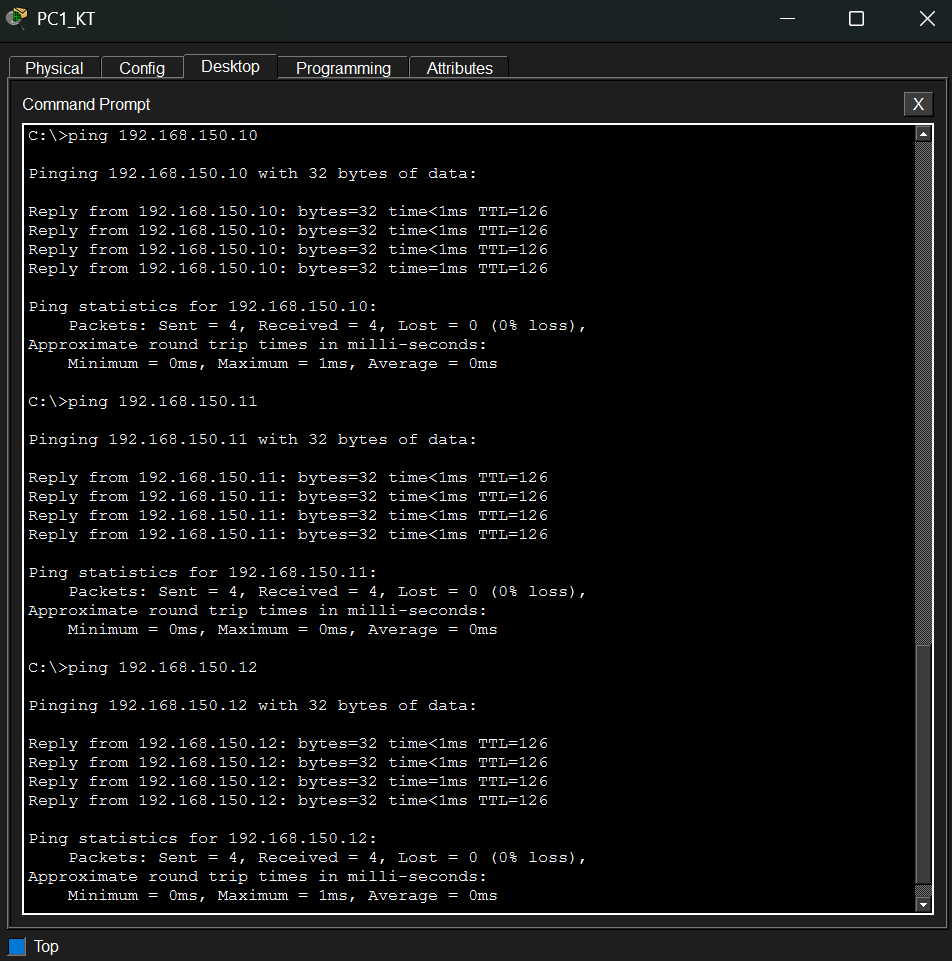 PC1_KT
Physical Config Desktop Programming Attributes
Command Prompt X
C:\>ping 192.168.150.10
Pinging 192.168.150.10 with 32 bytes of data:
Reply from 192.168.150.10: bytes=32 time<1ms TTL=126
Reply from 192.168.150.10: bytes=32 time<1ms TTL=126
Reply from 192.168.150.10: bytes=32 time<1ms TTL=126
Reply from 192.168.150.10: bytes=32 time=1ms TTL=126
Ping statistics for 192.168.150.10:
Packets: Sent = 4, Received = 4, Lost = 0 (0% loss),
Approximate round trip times in milli-seconds:
Minimum = 0ms, Maximum = 1ms, Average = 0ms
C:\>ping 192.168.150.11
Pinging 192.168.150.11 with 32 bytes of data:
Reply from 192.168.150.11: bytes=32 time<1ms TTL=126
Reply from 192.168.150.11: bytes=32 time<1ms TTL=126
Reply from 192.168.150.11: bytes=32 time<1ms TTL=126
Reply from 192.168.150.11: bytes=32 time<1ms TTL=126
Ping statistics for 192.168.150.11:
Packets: Sent = 4, Received = 4, Lost = 0 (0% loss),
Approximate round trip times in milli-seconds:
Minimum = 0ms, Maximum = 0ms, Average = 0ms
C:\>ping 192.168.150.12
Pinging 192.168.150.12 with 32 bytes of data:
Reply from 192.168.150.12: bytes=32 time<1ms TTL=126
Reply from 192.168.150.12: bytes=32 time<1ms TTL=126
Reply from 192.168.150.12: bytes=32 time=1ms TTL=126
Reply from 192.168.150.12: bytes=32 time<1ms TTL=126
Ping statistics for 192.168.150.12:
Packets: Sent = 4, Received = 4, Lost = 0 (0% loss),
Approximate round trip times in milli-seconds:
Minimum = 0ms, Maximum = 1ms, Average = 0ms
Top